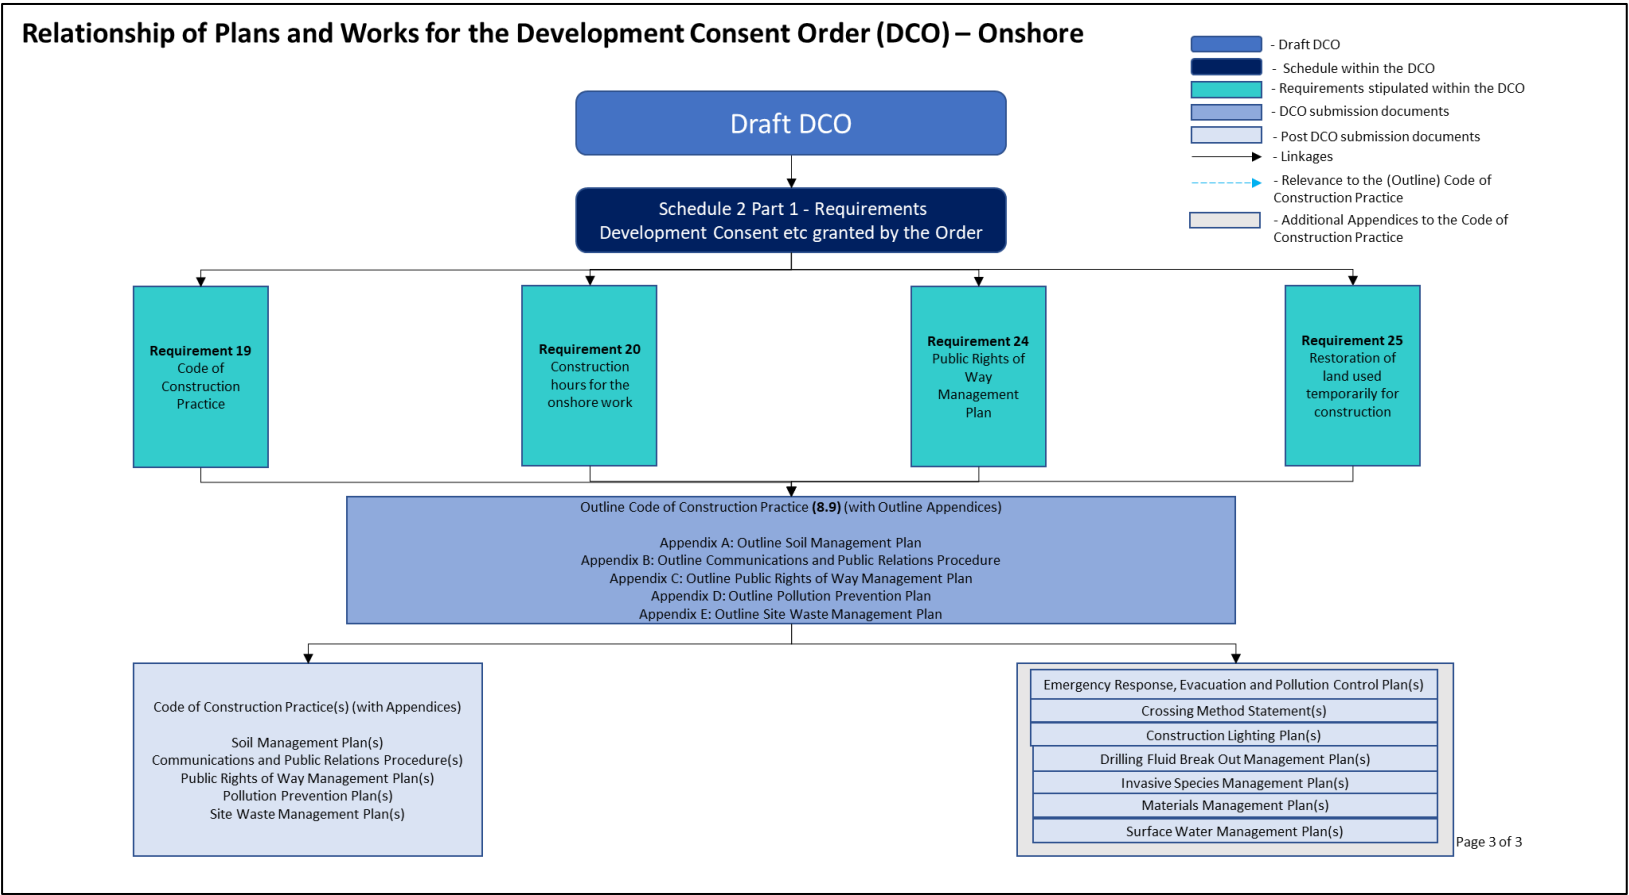 Relationship of Plans and Works for the Development Consent Order (DCO) – Onshore
- Draft DCO
- Schedule within the DCO
- Requirements stipulated within the DCO
- DCO submission documents
- Post DCO submission documents
- Linkages
- Relevance to the (Outline) Code of
Construction Practice
- Additional Appendices to the Code of
Construction Practice
Draft DCO
Schedule 2 Part 1 - Requirements
Development Consent etc granted by the Order
Requirement 19
Code of
Construction
Practice
Requirement 20
Construction
hours for the
onshore work
Requirement 24
Public Rights of
Way
Management
Plan
Requirement 25
Restoration of
land used
temporarily for
construction
Outline Code of Construction Practice (8.9) (with Outline Appendices)
Appendix A: Outline Soil Management Plan
Appendix B: Outline Communications and Public Relations Procedure
Appendix C: Outline Public Rights of Way Management Plan
Appendix D: Outline Pollution Prevention Plan
Appendix E: Outline Site Waste Management Plan
Code of Construction Practice(s) (with Appendices)
Soil Management Plan(s)
Communications and Public Relations Procedure(s)
Public Rights of Way Management Plan(s)
Pollution Prevention Plan(s)
Site Waste Management Plan(s)
Emergency Response, Evacuation and Pollution Control Plan(s)
Crossing Method Statement(s)
Construction Lighting Plan(s)
Drilling Fluid Break Out Management Plan(s)
Invasive Species Management Plan(s)
Materials Management Plan(s)
Surface Water Management Plan(s)
Page 3 of 3